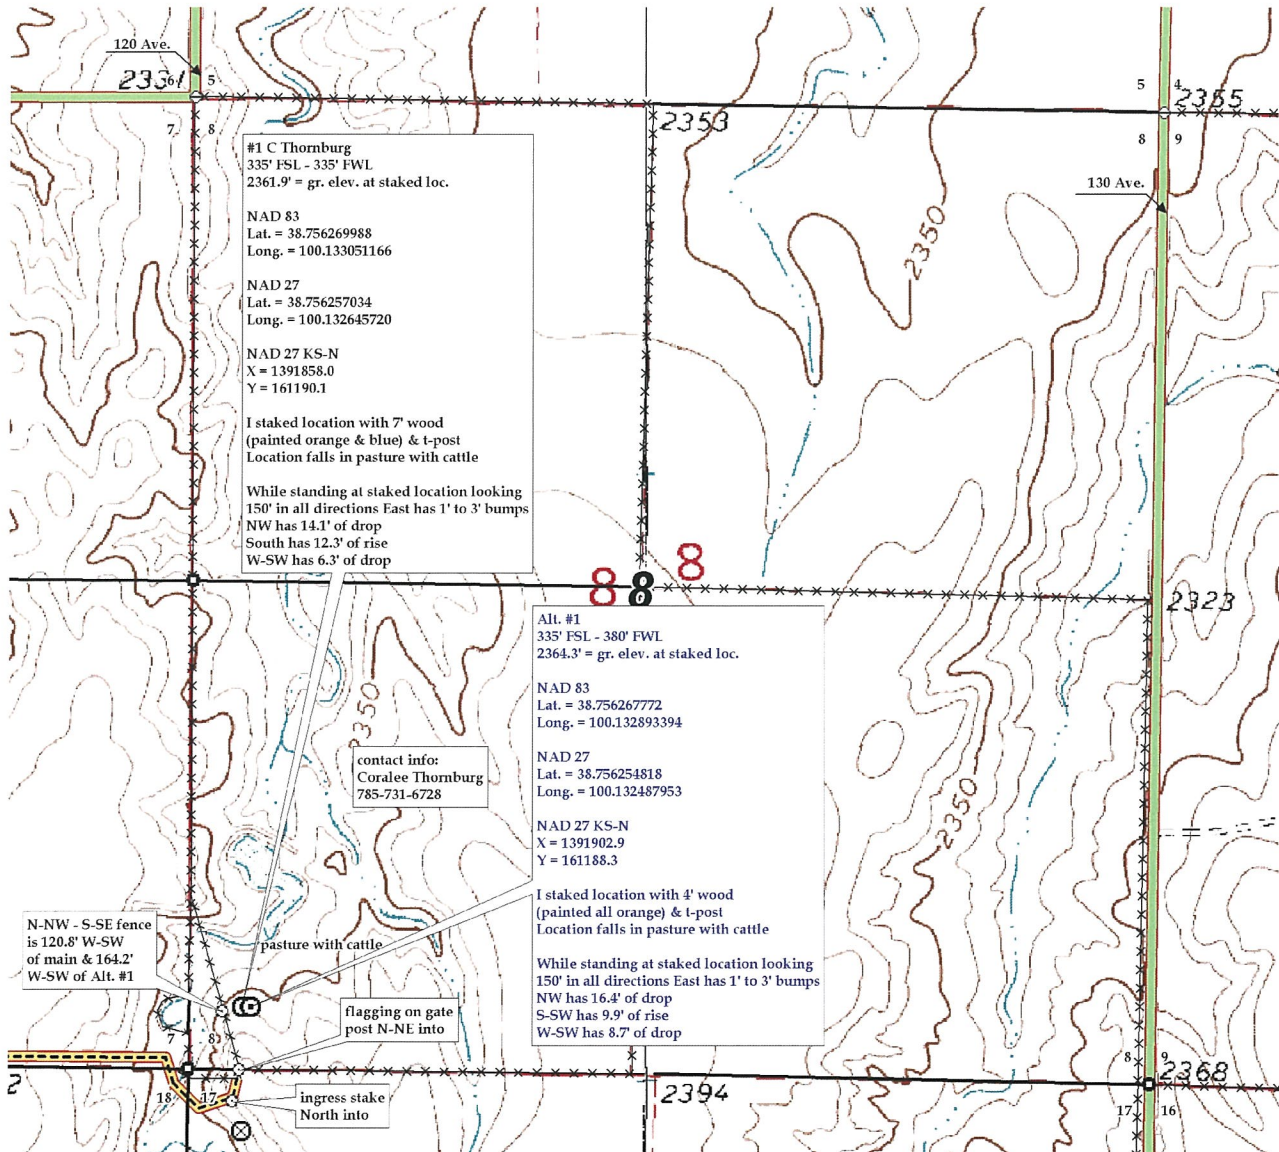 120 Ave.
2331
6
5
7
8
2353
5
4
2355
8
9
130 Ave.
2350
#1 C Thornburg
335' FSL - 335' FWL
2361.9' = gr. elev. at staked loc.
NAD 83
Lat. = 38.756269988
Long. = 100.133051166
NAD 27
Lat. = 38.756257034
Long. = 100.132645720
NAD 27 KS-N
X = 1391858.0
Y = 161190.1
I staked location with 7' wood
(painted orange & blue) & t-post
Location falls in pasture with cattle
While standing at staked location looking
150' in all directions East has 1' to 3' bumps
NW has 14.1' of drop
South has 12.3' of rise
W-SW has 6.3' of drop
8
8
8
8
2323
Alt. #1
335' FSL - 380' FWL
2364.3' = gr. elev. at staked loc.
NAD 83
Lat. = 38.756267772
Long. = 100.132893394
NAD 27
Lat. = 38.756254818
Long. = 100.132487953
NAD 27 KS-N
X = 1391902.9
Y = 161188.3
I staked location with 4' wood
(painted all orange) & t-post
Location falls in pasture with cattle
While standing at staked location looking
150' in all directions East has 1' to 3' bumps
NW has 16.4' of drop
S-SW has 9.9' of rise
W-SW has 8.7' of drop
2350
contact info:
Coralee Thornburg
785-731-6728
2350
N-NW - S-SE fence
is 120.8' W-SW
of main & 164.2'
W-SW of Alt. #1
pasture with cattle
flagging on gate
post N-NE into
7
8
8
9
2
18
17
ingress stake
North into
2394
2368
17
16